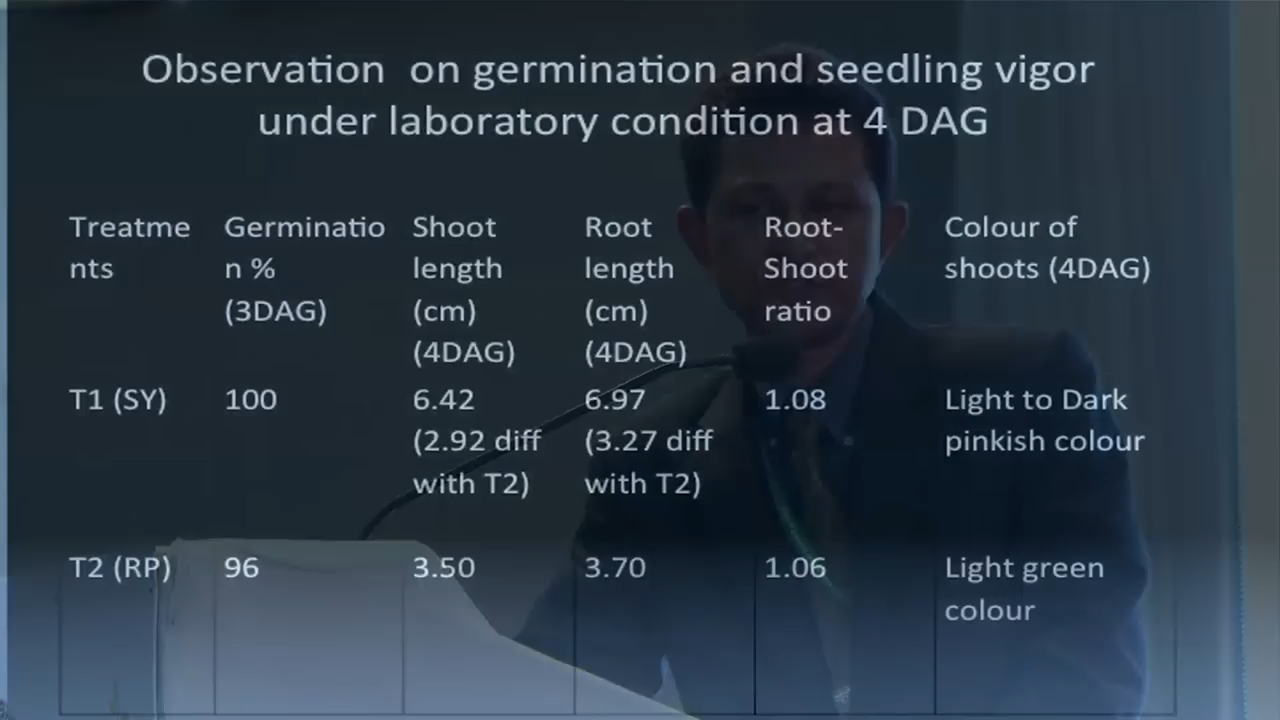 Observation on germination and seedling vigor
under laboratory condition at 4 DAG
Treatme
nts
Germinatio
n %
(3DAG)
Shoot
length
(cm)
(4DAG)
Root
length
(cm)
(4DAG)
Root-
Shoot
ratio
Colour of
shoots (4DAG)
T1 (SY)
100
6.42
(2.92 diff
with T2)
6.97
(3.27 diff
with T2)
1.08
Light to Dark
pinkish colour
T2 (RP)
96
3.50
3.70
1.06
Light green
colour